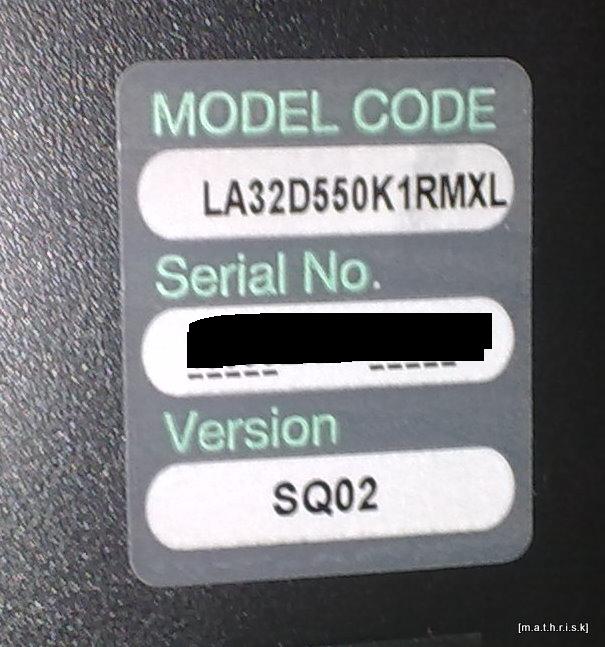 MODEL CODE
LA32D550K1RMXL
Serial No.
Version
SQ02
[m.a.t.h.r.i.s.k]